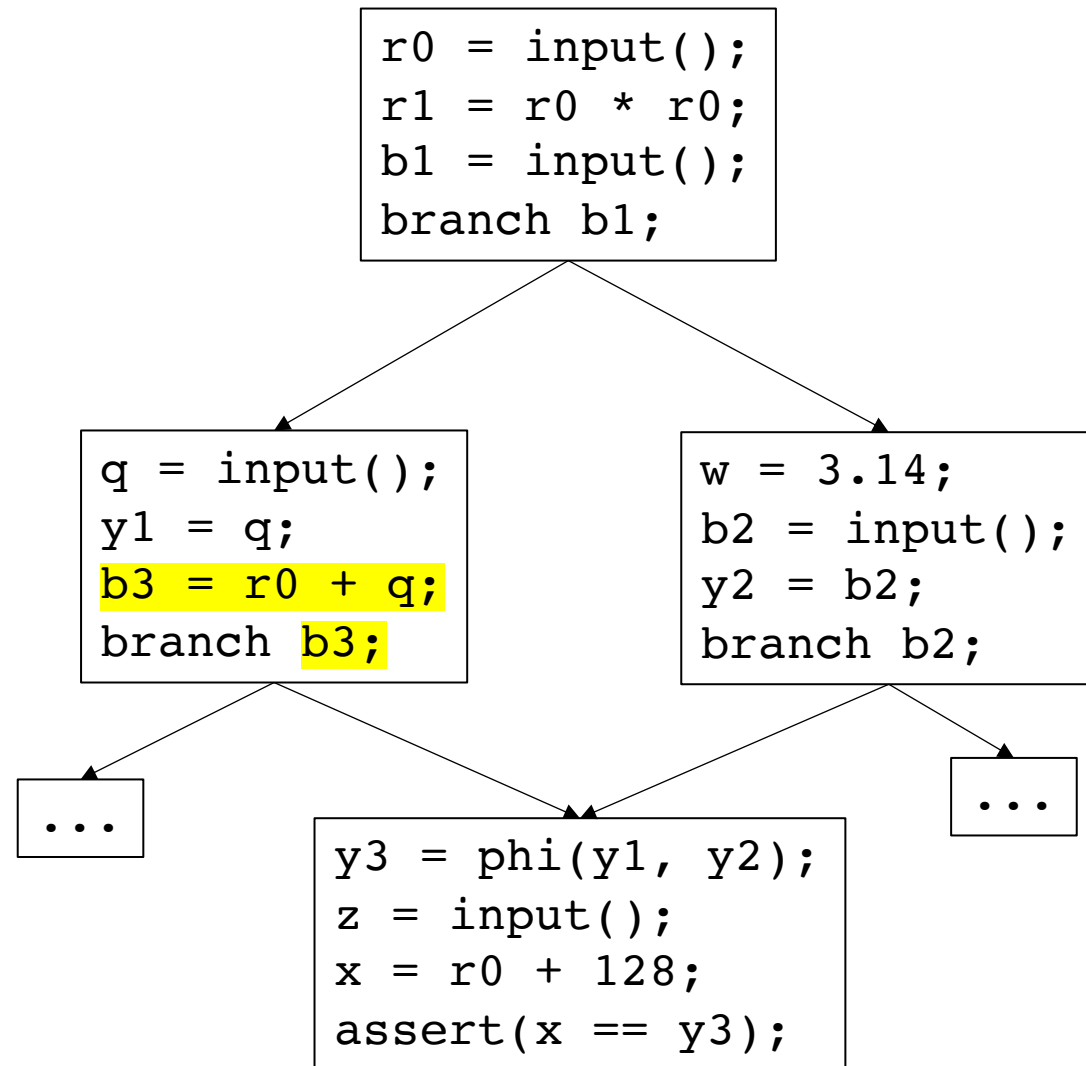 r0 = input();
r1 = r0 * r0;
b1 = input();
branch b1;
q = input();
y1 = q;
b3 = r0 + q;
branch b3;
w = 3.14;
b2 = input();
y2 = b2;
branch b2;
...
...
y3 = phi(y1, y2);
z = input();
x = r0 + 128;
assert(x == y3);